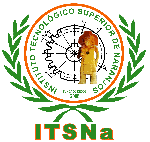 INSTITUTO TECNOLÓGICO SUPERIOR DE NARANJOS
ITSNa